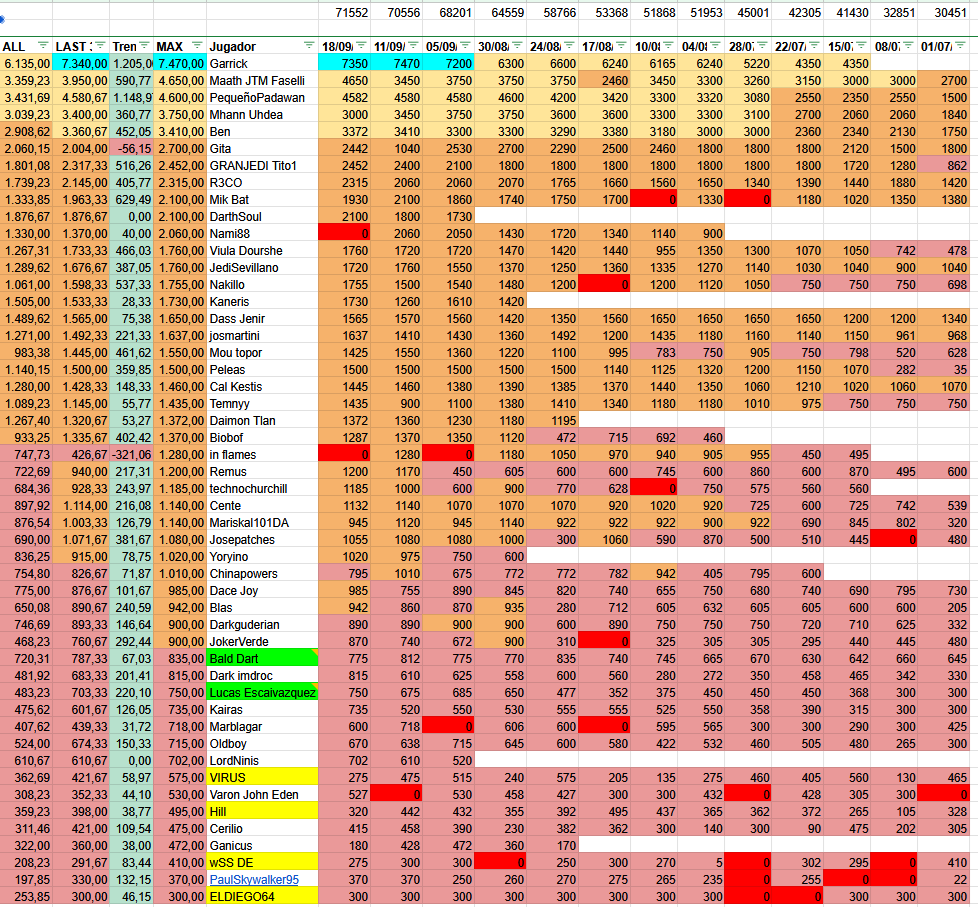 71552 70556 68201 64559 58766 53368 51868 51953 45001 42305 41430 32851 30451
ALL LAST Tren MAX Jugador 18/09/ 11/09/ 05/09/ 30/08/ 24/08/ 17/08/ 10/08 04/08 28/07 22/07/ 15/07 08/07 01/07/
6.135,00 7.340,00 1.205,0 7.470,00 Garrick 7350 7470 7200 6300 6600 6240 6165 6240 5220 4350 4350
3.359,23 3.950,00 590,77 4.650,00 Maath JTM Faselli 4650 3450 3750 3750 3750 2460 3450 3300 3260 3150 3000 3000 2700
3.431,69 4.580,67 1.148,9 4.600,00 PequeñoPadawan 4582 4580 4580 4600 4200 3420 3300 3320 3080 2550 2350 2550 1500
3.039,23 3.400,00 360,77 3.750,00 Mhann Uhdea 3000 3450 3750 3750 3600 3600 3300 3300 3100 2700 2060 2060 1840
2.908,62 3.360,67 452,05 3.410,00 Ben 3372 3410 3300 3300 3290 3380 3180 3000 3000 2360 2340 2130 1750
2.060,15 2.004,00 -56,15 2.700,00 Gita 2442 1040 2530 2700 2290 2500 2460 1800 1800 1800 2120 1500 1800
1.801,08 2.317,33 516,26 2.452,00 GRANJEDI Tito1 2452 2400 2100 1800 1800 1800 1800 1800 1800 1800 1720 1280 862
1.739,23 2.145,00 405,77 2.315,00 R3CO 2315 2060 2060 2070 1765 1660 1560 1650 1340 1390 1440 1880 1420
1.333,85 1.963,33 629,49 2.100,00 Mik Bat 1930 2100 1860 1740 1750 1700 0 1330 0 1180 1020 1350 1380
1.876,67 1.876,67 0,00 2.100,00 DarthSoul 2100 1800 1730
1.330,00 1.370,00 40,00 2.060,00 Nami88 0 2060 2050 1430 1720 1340 1140 900
1.267,31 1.733,33 466,03 1.760,00 Viula Dourshe 1760 1720 1720 1470 1420 1440 955 1350 1300 1070 1050 742 478
1.289,62 1.676,67 387,05 1.760,00 JediSevillano 1720 1760 1550 1370 1250 1360 1335 1270 1140 1030 1040 900 1040
1.061,00 1.598,33 537,33 1.755,00 Nakillo 1755 1500 1540 1480 1200 0 1200 1120 1050 750 750 750 698
1.505,00 1.533,33 28,33 1.730,00 Kaneris 1730 1260 1610 1420
1.489,62 1.565,00 75,38 1.650,00 Dass Jenir 1565 1570 1560 1420 1350 1560 1650 1650 1650 1650 1200 1200 1340
1.271,00 1.492,33 221,33 1.637,00 josmartini 1637 1410 1430 1360 1492 1200 1435 1180 1160 1140 1150 961 968
983,38 1.445,00 461,62 1.550,00 Mou topor 1425 1550 1360 1220 1100 995 783 750 905 750 798 520 628
1.140,15 1.500,00 359,85 1.500,00 Peleas 1500 1500 1500 1500 1500 1140 1125 1320 1200 1150 1070 282 35
1.280,00 1.428,33 148,33 1.460,00 Cal Kestis 1445 1460 1380 1390 1385 1370 1440 1350 1060 1210 1020 1060 1070
1.089,23 1.145,00 55,77 1.435,00 Temnyy 1435 900 1100 1380 1410 1340 1180 1180 1010 975 750 750 750
1.267,40 1.320,67 53,27 1.372,00 Daimon Tlan 1372 1360 1230 1180 1195
933,25 1.335,67 402,42 1.370,00 Biobof 1287 1370 1350 1120 472 715 692 460
747,73 426,67 -321,06 1.280,00 in flames 0 1280 0 1180 1050 970 940 905 955 450 495
722,69 940,00 217,31 1.200,00 Remus 1200 1170 450 605 600 600 745 600 860 600 870 495 600
684,36 928,33 243,97 1.185,00 technochurchill 1185 1000 600 900 770 628 0 750 575 560 560
897,92 1.114,00 216,08 1.140,00 Cente 1132 1140 1070 1070 1070 920 1020 920 725 600 725 742 539
876,54 1.003,33 126,79 1.140,00 Mariskal101DA 945 1120 945 1140 922 922 922 900 922 690 845 802 320
690,00 1.071,67 381,67 1.080,00 Josepatches 1055 1080 1080 1000 300 1060 590 870 500 510 445 0 480
836,25 915,00 78,75 1.020,00 Yoryino 1020 975 750 600
754,80 826,67 71,87 1.010,00 Chinapowers 795 1010 675 772 772 782 942 405 795 600
775,00 876,67 101,67 985,00 Dace Joy 985 755 890 845 820 740 655 750 680 740 690 795 730
650,08 890,67 240,59 942,00 Blas 942 860 870 935 280 712 605 632 605 605 600 600 205
746,69 893,33 146,64 900,00 Darkguderian 890 890 900 900 600 890 750 750 750 720 710 625 332
468,23 760,67 292,44 900,00 JokerVerde 870 740 672 900 310 0 325 305 305 295 440 445 480
720,31 787,33 67,03 835,00 Bald Dart 775 812 775 770 835 740 745 665 670 630 642 660 645
481,92 683,33 201,41 815,00 Dark imdroc 815 610 625 558 600 560 280 272 350 458 465 342 330
483,23 703,33 220,10 750,00 Lucas Escaivazquez 750 675 685 650 477 352 375 450 450 450 368 300 300
475,62 601,67 126,05 735,00 Kairas 735 520 550 530 555 555 525 550 358 390 315 300 300
407,62 439,33 31,72 718,00 Marblagar 600 718 0 606 600 0 595 565 300 300 290 300 425
524,00 674,33 150,33 715,00 Oldboy 670 638 715 645 600 580 422 532 460 505 480 265 300
610,67 610,67 0,00 702,00 LordNinis 702 610 520
362,69 421,67 58,97 575,00 VIRUS 275 475 515 240 575 205 135 275 460 405 560 130 465
308,23 352,33 44,10 530,00 Varon John Eden 527 0 530 458 427 300 300 432 0 428 305 300 0
359,23 398,00 38,77 495,00 Hill 320 442 432 355 392 495 437 365 362 372 265 105 328
311,46 421,00 109,54 475,00 Cerilio 415 458 390 230 382 362 300 140 300 90 475 202 305
322,00 360,00 38,00 472,00 Ganicus 180 428 472 360 170
208,23 291,67 83,44 410,00 wSS DE 275 300 300 0 250 300 270 5 0 302 295 0 410
197,85 330,00 132,15 370,00 PaulSkywalker95 370 370 250 260 270 275 265 235 0 255 0 0 22
253,85 300,00 46,15 300,00 ELDIEGO64 300 300 300 300 300 300 300 300 0 0 300 300 300